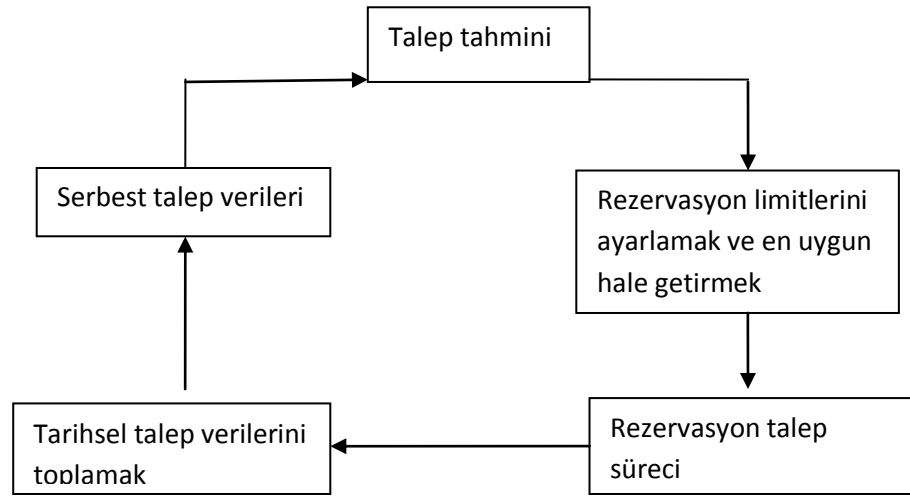 Talep tahmini
Serbest talep verileri
Rezervasyon limitlerini
ayarlamak ve en uygun
hale getirmek
Tarihsel talep verilerini
toplamak
Rezervasyon talep
süreci